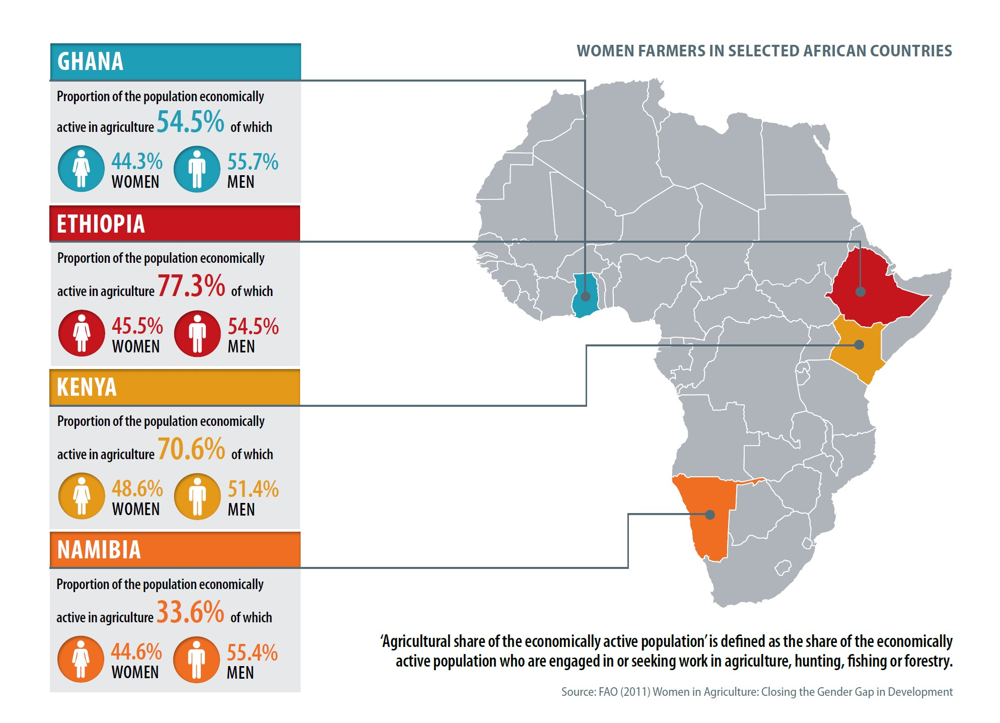 WOMEN FARMERS IN SELECTED AFRICAN COUNTRIES
GHANA
Proportion of the population economically
active in agriculture 54.5% of which
44.3% 55.7%
WOMEN MEN
ETHIOPIA
Proportion of the population economically
active in agriculture 77.3% of which
45.5% 54.5%
WOMEN MEN
KENYA
Proportion of the population economically
active in agriculture 70.6% of which
48.6% 51.4%
WOMEN MEN
NAMIBIA
Proportion of the population economically
active in agriculture 33.6% of which
44.6% 55.4%
WOMEN MEN
‘Agricultural share of the economically active population’ is defined as the share of the economically
active population who are engaged in or seeking work in agriculture, hunting, fishing or forestry.
Source: FAO (2011) Women in Agriculture: Closing the Gender Gap in Development